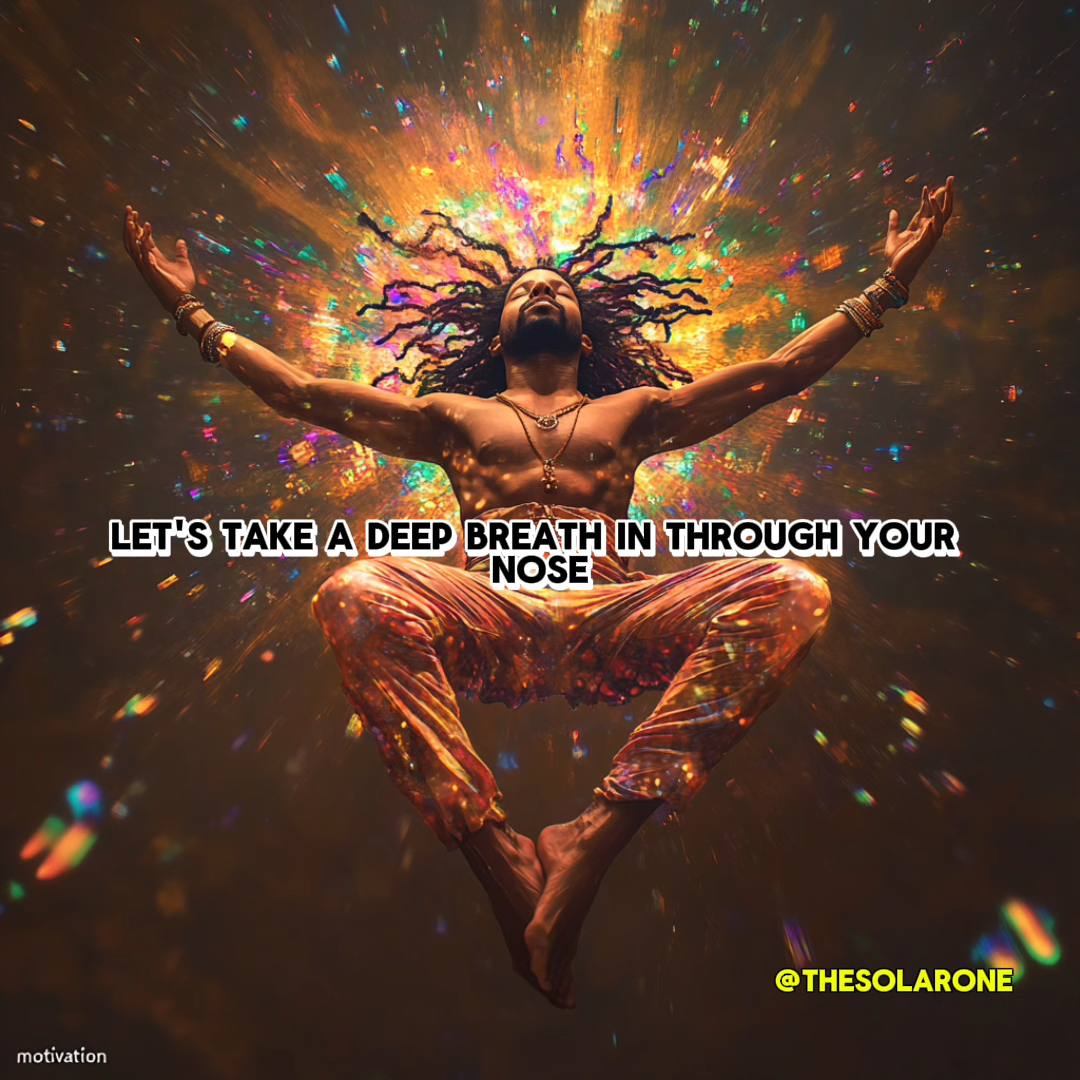 LET'S TAKE A DEEP BREATH IN THROUGH YOUR
NOSE
@THESOLARONE
motivation